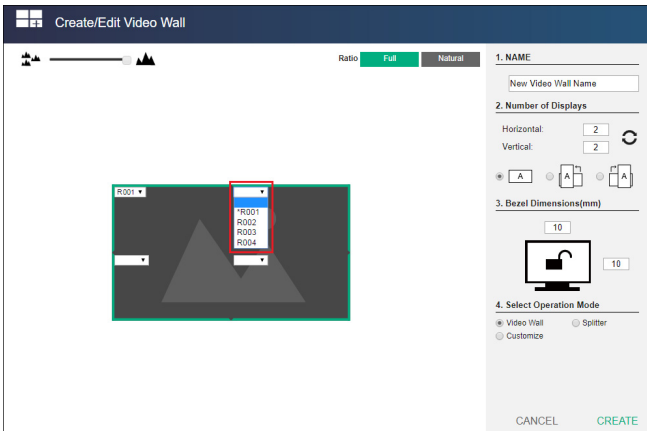 Create/Edit Video Wall
Ratio Full Natural
R001
*R001
R002
R003
R004
1. NAME
New Video Wall Name
2. Number of Displays
Horizontal: 2
Vertical: 2
A A A
3. Bezel Dimensions(mm)
10
10
4. Select Operation Mode
Video Wall Splitter
Customize
CANCEL CREATE